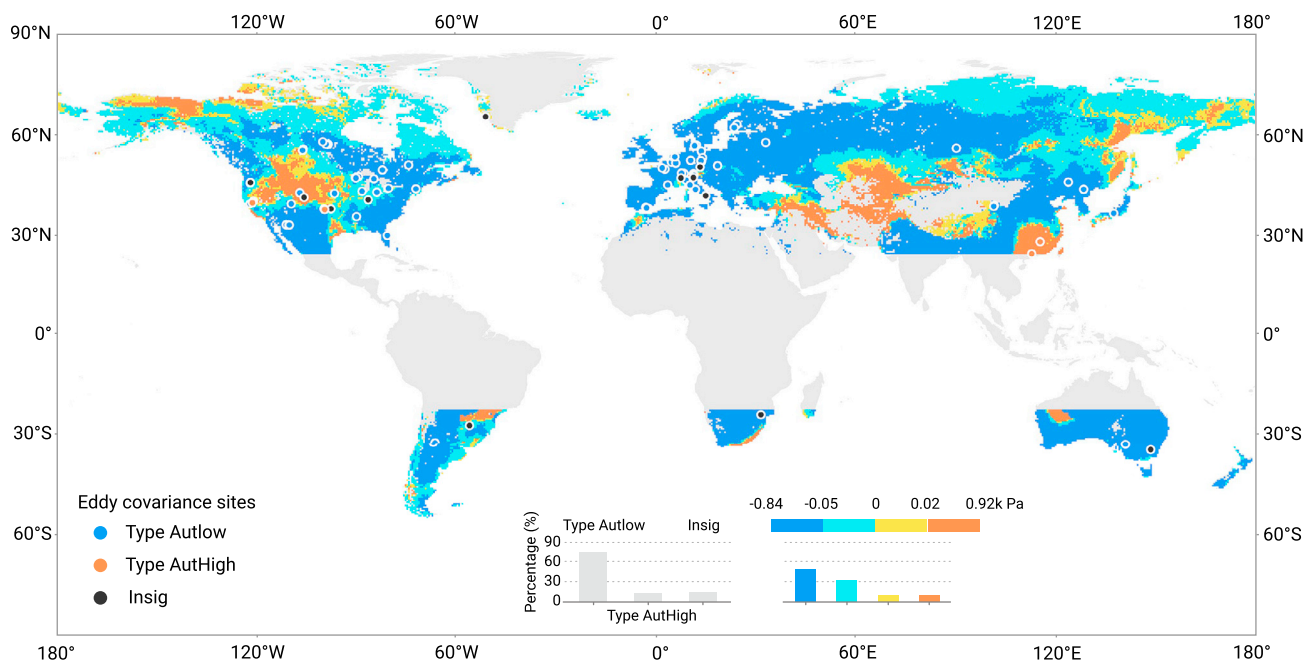 120°W 60°W 0° 60°E 120°E 180°
90°N
60°N 60°N
30°N 30°N
0° 0°
30°S 30°S
60°S 60°S
Eddy covariance sites
Type Autlow
Type AutHigh
Insig
Percentage (%)
Type Autlow Insig
90
60
30
0
Type AutHigh
-0.84 -0.05 0 0.02 0.92k Pa
180° 120°W 60°W 0° 60°E 120°E 180°